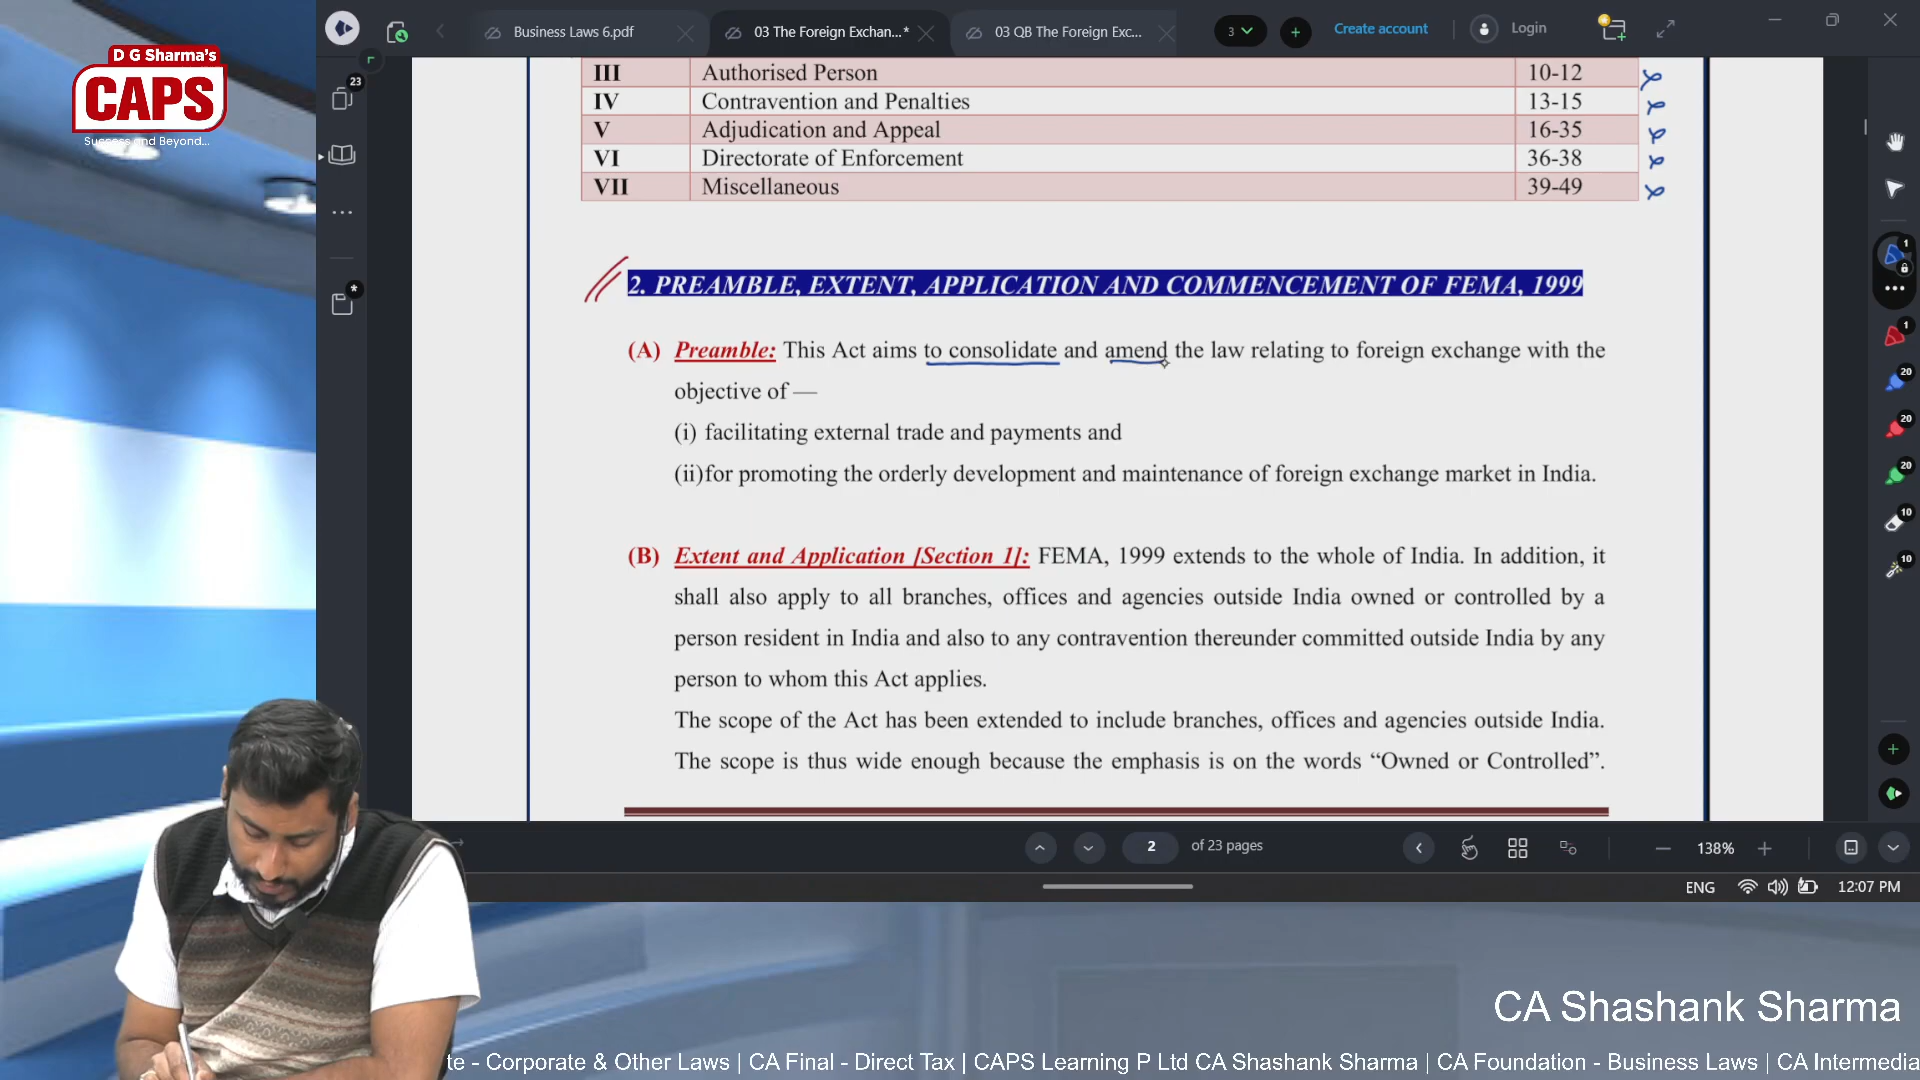 D G Sharma's
CAPS
Success and Beyond...
Business Laws 6.pdf
03 The Foreign Exchan...*
03 QB The Foreign Exc...
3
Create account
Login
23
III Authorised Person 10-12
IV Contravention and Penalties 13-15
V Adjudication and Appeal 16-35
VI Directorate of Enforcement 36-38
VII Miscellaneous 39-49
2. PREAMBLE, EXTENT, APPLICATION AND COMMENCEMENT OF FEMA, 1999
(A) Preamble: This Act aims to consolidate and amend the law relating to foreign exchange with the
objective of —
(i) facilitating external trade and payments and
(ii)for promoting the orderly development and maintenance of foreign exchange market in India.
(B) Extent and Application [Section 1]: FEMA, 1999 extends to the whole of India. In addition, it
shall also apply to all branches, offices and agencies outside India owned or controlled by a
person resident in India and also to any contravention thereunder committed outside India by any
person to whom this Act applies.
The scope of the Act has been extended to include branches, offices and agencies outside India.
The scope is thus wide enough because the emphasis is on the words “Owned or Controlled”.
1
1
20
20
20
10
10
2 of 23 pages
138%
ENG 12:07 PM
CA Shashank Sharma
te - Corporate & Other Laws | CA Final - Direct Tax | CAPS Learning P Ltd CA Shashank Sharma | CA Foundation - Business Laws | CA Intermedia